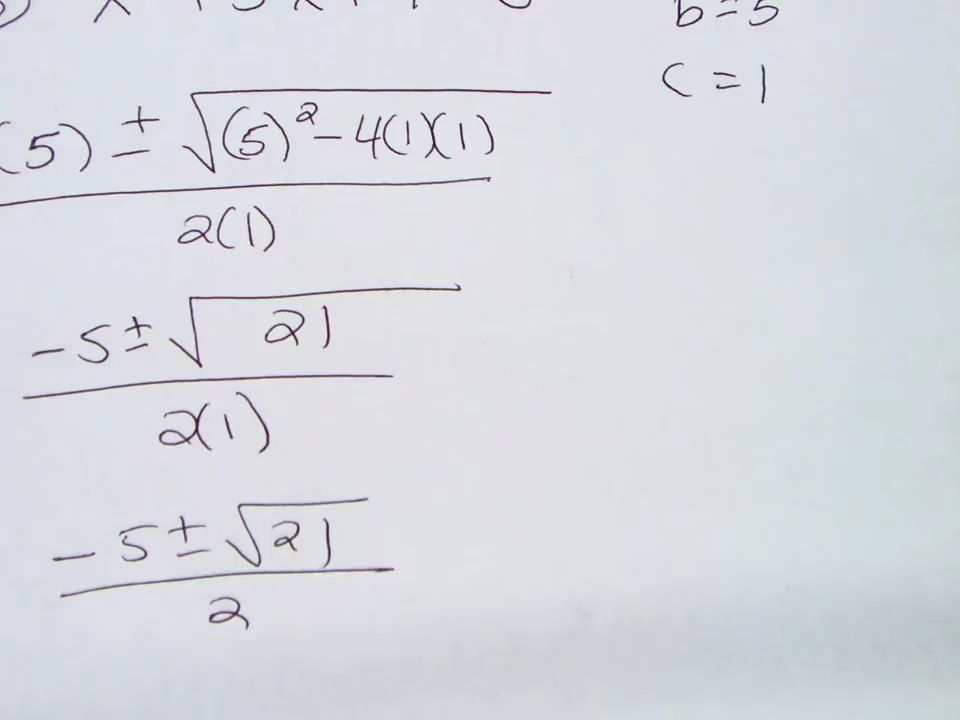 b = 5
c = 1
(5) ± √(5)² - 4(1)(1)
2(1)
-5 ± √21
2(1)
-5 ± √21
2